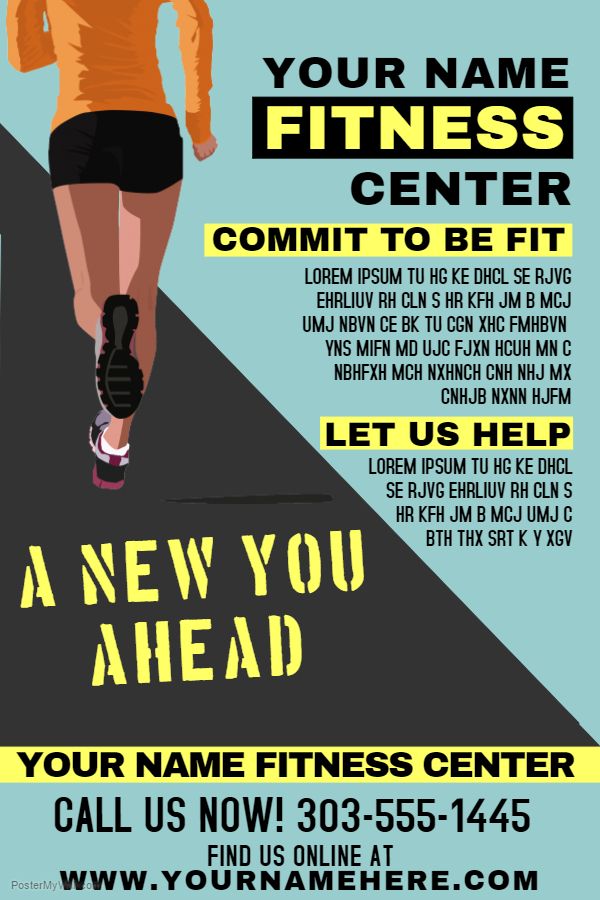 YOUR NAME
FITNESS
CENTER
COMMIT TO BE FIT
LOREM IPSUM TU HG KE DHCL SE RJVG
EHRLIUV RH CLN S HR KFH JM B MCJ
UMJ NBVN CE BK TU CGN XHC FMHBVN
YNS MIFN MD UJC FJXN HCUH MN C
NBHFXH MCH NXHNCH CNH NHJ MX
CNHJB NXNN HJFM
LET US HELP
LOREM IPSUM TU HG KE DHCL
SE RJVG EHRLIUV RH CLN S
HR KFH JM B MCJ UMJ C
BTH THX SRT K Y XGV
A NEW YOU
AHEAD
YOUR NAME FITNESS CENTER
CALL US NOW! 303-555-1445
FIND US ONLINE AT
WWW.YOURNAMEHERE.COM
PosterMyWall.com